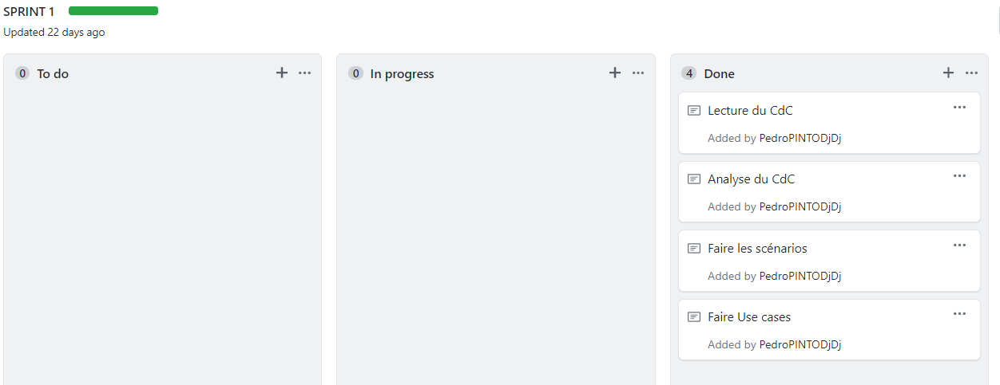 SPRINT 1
Updated 22 days ago
0 To do
0 In progress
4 Done
Lecture du CdC
Added by PedroPINTODjDj
Analyse du CdC
Added by PedroPINTODjDj
Faire les scénarios
Added by PedroPINTODjDj
Faire Use cases
Added by PedroPINTODjDj